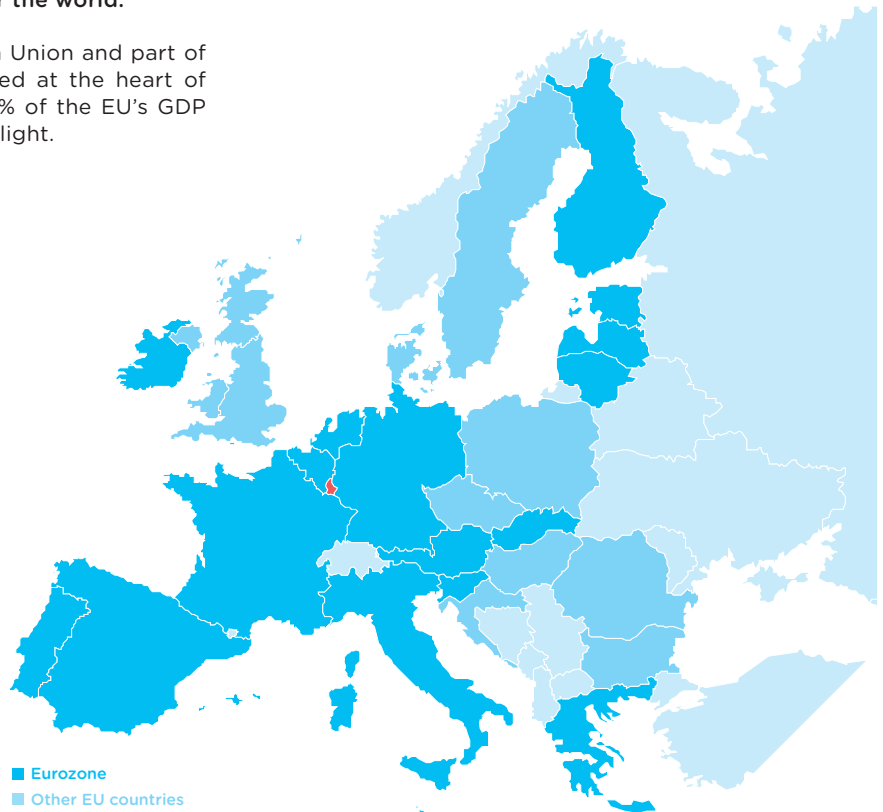 the world.
Union and part of
ed at the heart of
% of the EU's GDP
light.
Eurozone
Other EU countries